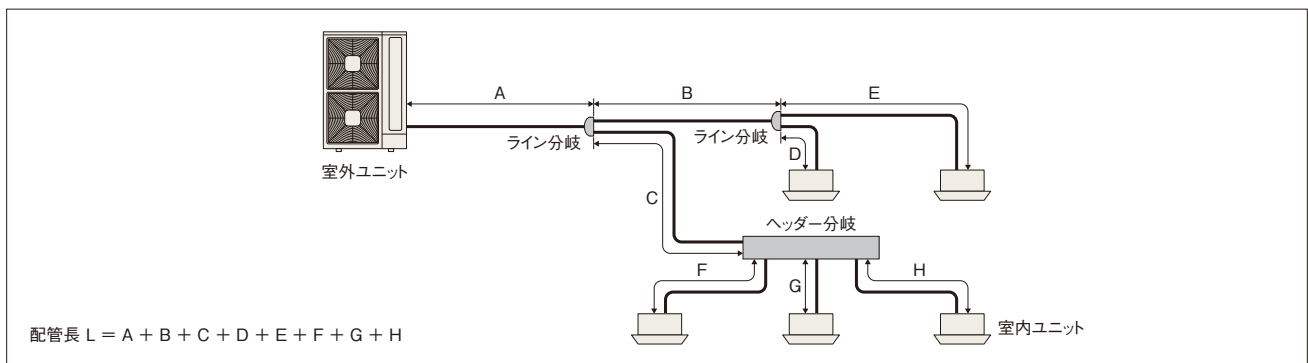 A
B
E
ライン分岐
ライン分岐
D
室外ユニット
C
ヘッダー分岐
F
G
H
配管長 L = A + B + C + D + E + F + G + H
室内ユニット